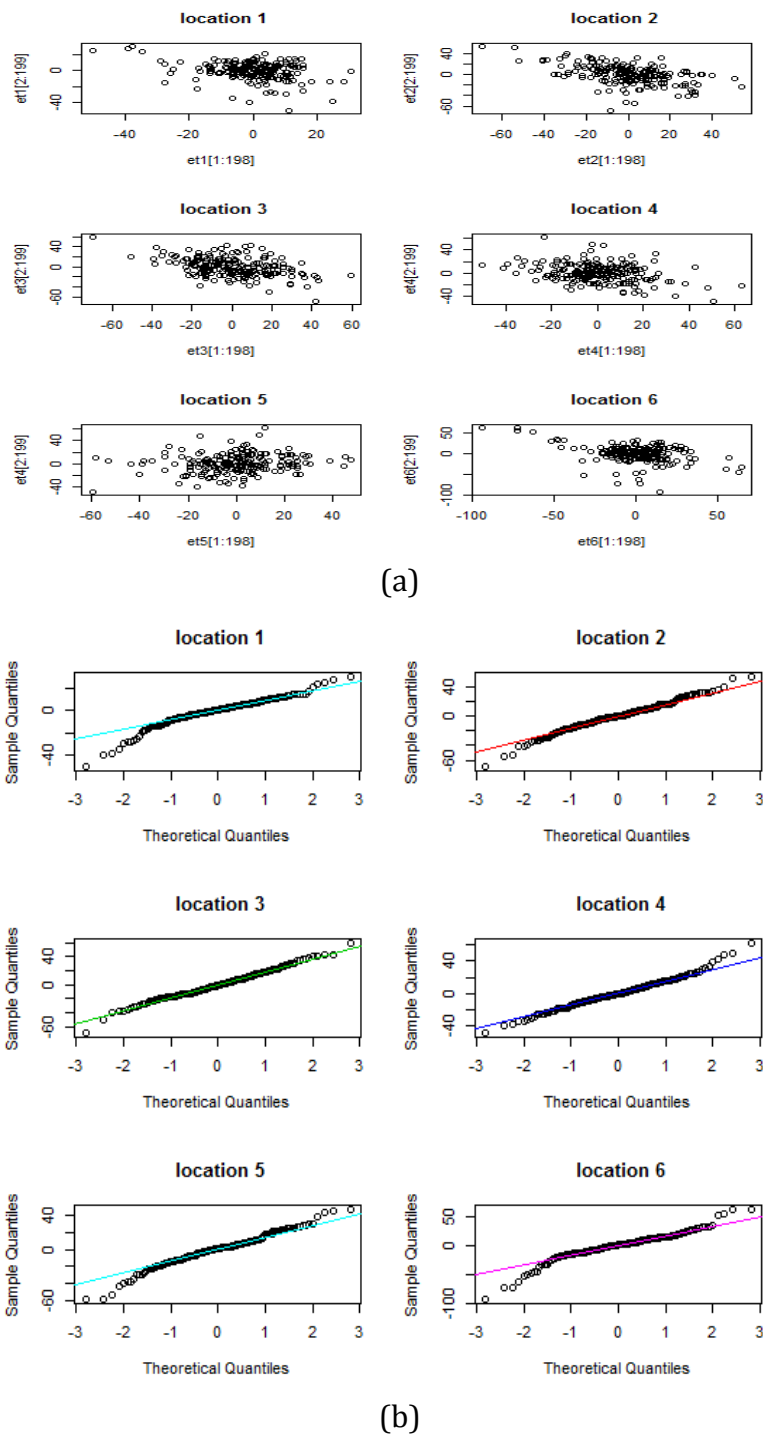 location 1
location 2
et1[2:199]
0
-40
-40
-20
0
20
et1[1:198]
et2[2:199]
40
0
-60
-60
-40
-20
0
20
40
et2[1:198]
location 3
location 4
et3[2:199]
40
0
-60
-60
-40
-20
0
20
40
60
et3[1:198]
et4[2:199]
40
0
-40
-40
-20
0
20
40
60
et4[1:198]
location 5
location 6
et4[2:199]
40
0
-40
-60
-40
-20
0
20
40
et5[1:198]
et6[2:199]
50
0
-100
-100
-50
0
50
et6[1:198]
(a)
location 1
location 2
Sample Quantiles
0
-40
-3 -2 -1 0 1 2 3
Theoretical Quantiles
Sample Quantiles
40
0
-60
-3 -2 -1 0 1 2 3
Theoretical Quantiles
location 3
location 4
Sample Quantiles
40
0
-60
-3 -2 -1 0 1 2 3
Theoretical Quantiles
Sample Quantiles
40
0
-40
-3 -2 -1 0 1 2 3
Theoretical Quantiles
location 5
location 6
Sample Quantiles
40
0
-60
-3 -2 -1 0 1 2 3
Theoretical Quantiles
Sample Quantiles
50
0
-100
-3 -2 -1 0 1 2 3
Theoretical Quantiles
(b)